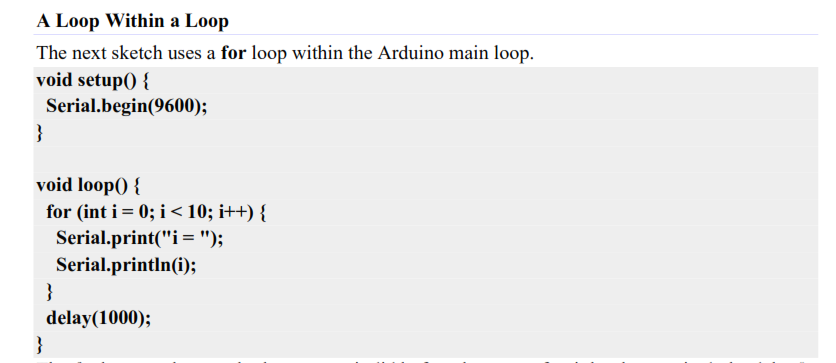 A Loop Within a Loop
The next sketch uses a for loop within the Arduino main loop.
void setup() {
Serial.begin(9600);
}
void loop() {
for (int i = 0; i < 10; i++) {
Serial.print("i = ");
Serial.println(i);
}
delay(1000);
}